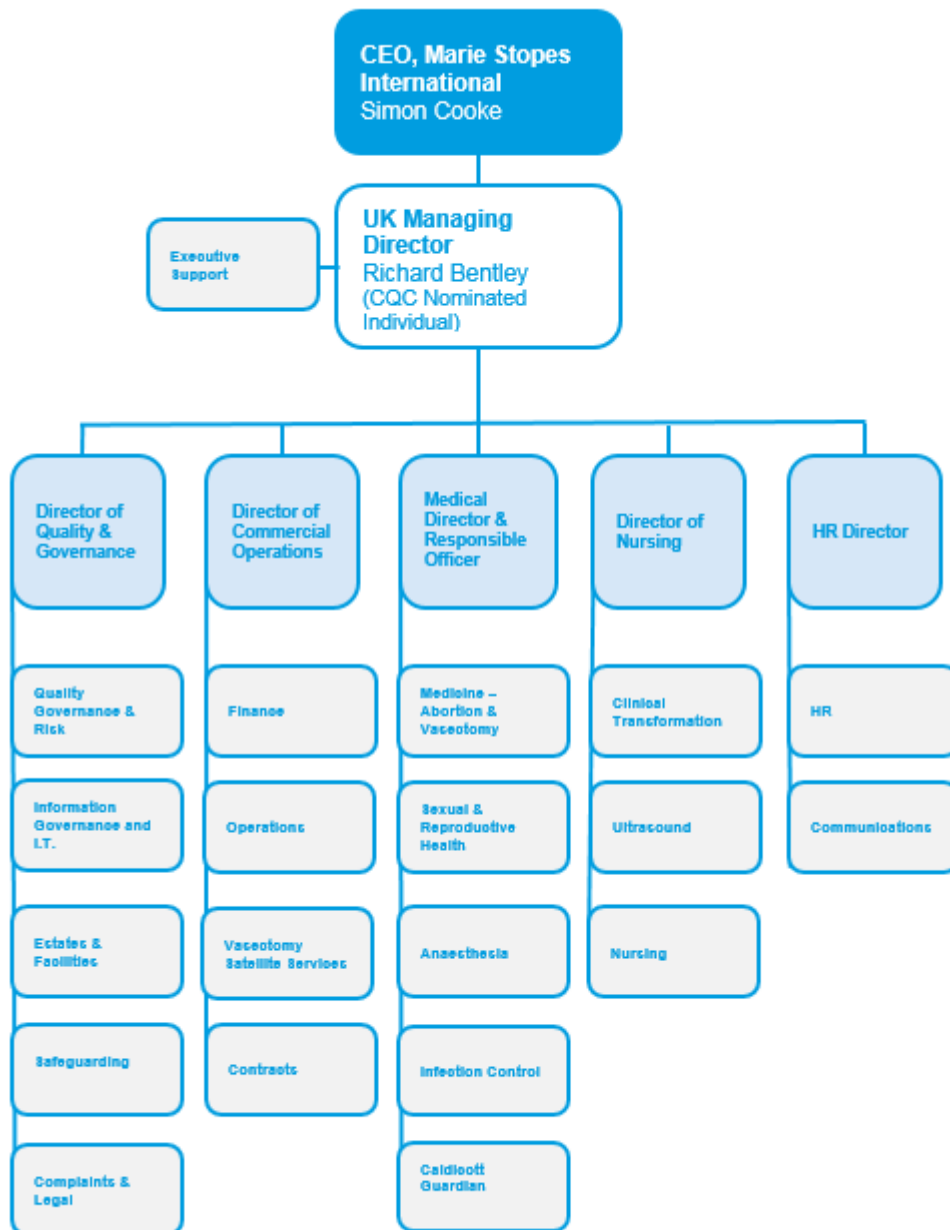 CEO, Marie Stopes
International
Simon Cooke
UK Managing
Director
Richard Bentley
(CQC Nominated
Individual)
Executive
Support
Director of
Quality &
Governance
Director of
Commercial
Operations
Medical
Director &
Responsible
Officer
Director of
Nursing
HR Director
Quality
Governance &
Risk
Information
Governance and
I.T.
Estates &
Facilities
Safeguarding
Complaints &
Legal
Finance
Operations
Vasectomy
Satellite Services
Contracts
Medicine –
Abortion &
Vasectomy
Sexual &
Reproductive
Health
Anaesthesia
Infection Control
Caldicott
Guardian
Clinical
Transformation
Ultrasound
Nursing
HR
Communications